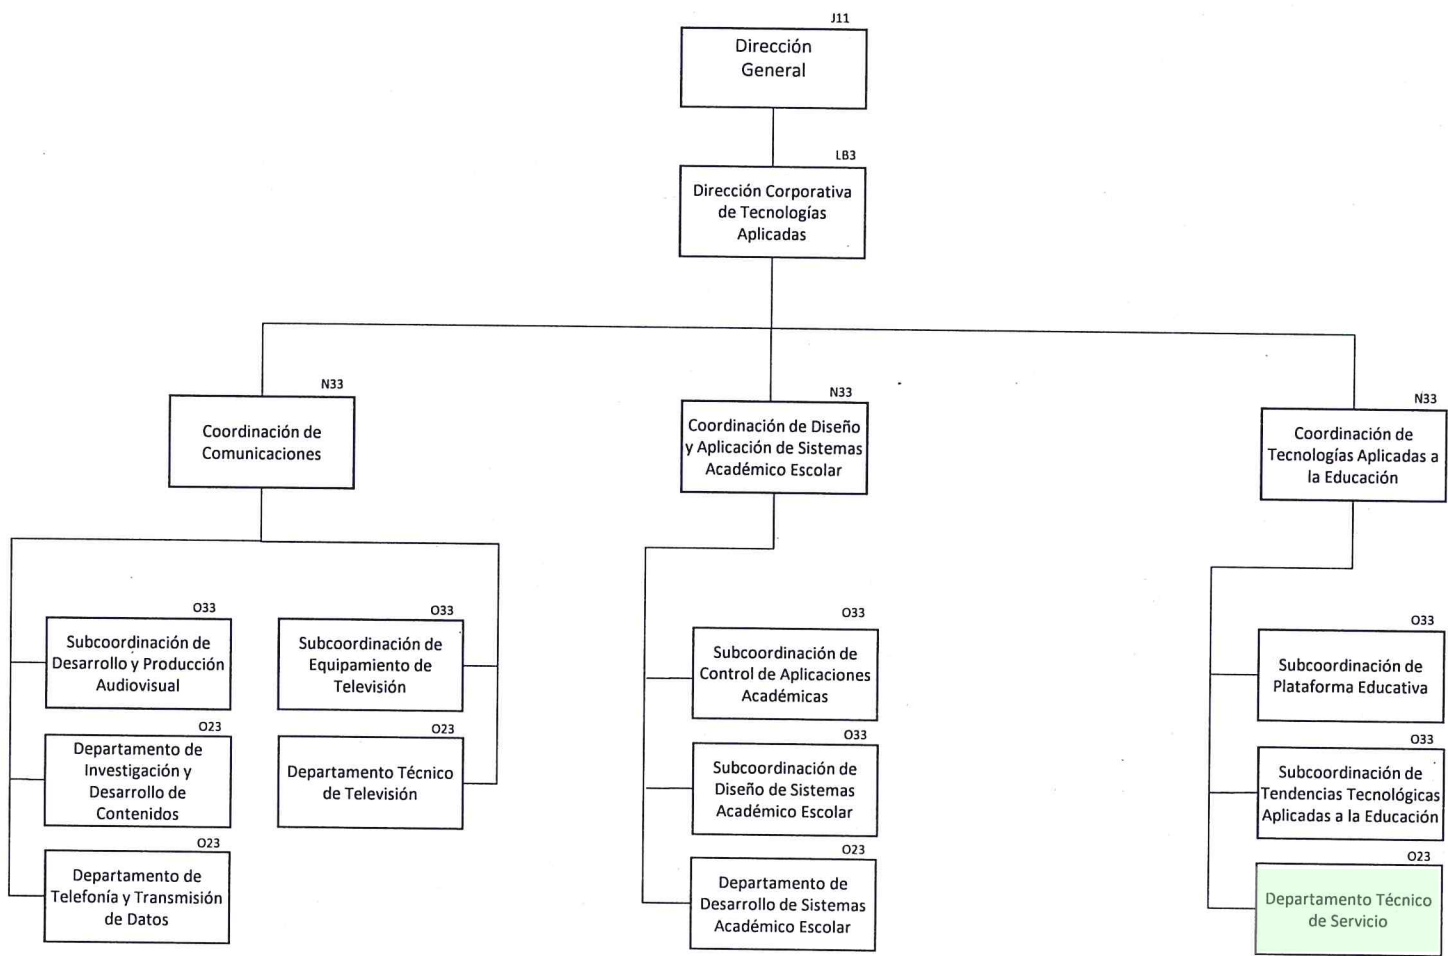 J11
Dirección
General
LB3
Dirección Corporativa
de Tecnologías
Aplicadas
N33
Coordinación de
Comunicaciones
N33
Coordinación de Diseño
y Aplicación de Sistemas
Académico Escolar
N33
Coordinación de
Tecnologías Aplicadas a
la Educación
O33
Subcoordinación de
Desarrollo y Producción
Audiovisual
O23
Departamento de
Investigación y
Desarrollo de
Contenidos
O23
Departamento de
Telefonía y Transmisión
de Datos
O33
Subcoordinación de
Equipamiento de
Televisión
O23
Departamento Técnico
de Televisión
O33
Subcoordinación de
Control de Aplicaciones
Académicas
O33
Subcoordinación de
Diseño de Sistemas
Académico Escolar
O23
Departamento de
Desarrollo de Sistemas
Académico Escolar
O33
Subcoordinación de
Plataforma Educativa
O33
Subcoordinación de
Tendencias Tecnológicas
Aplicadas a la Educación
O23
Departamento Técnico
de Servicio